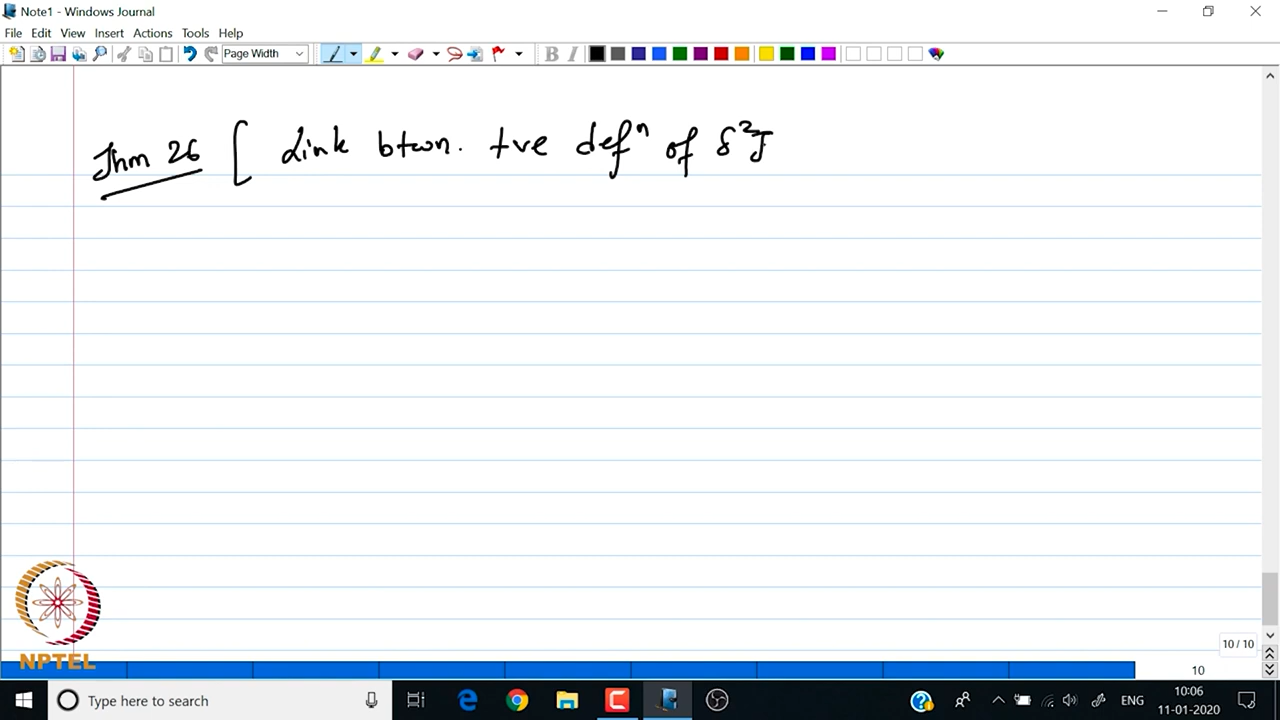 Note1 - Windows Journal
File Edit View Insert Actions Tools Help
Page Width
B I
Thm 26 [ Link btwn. +ve defⁿ of δ²J
NPTEL
10 / 10
10
Type here to search
ENG
10:06
11-01-2020